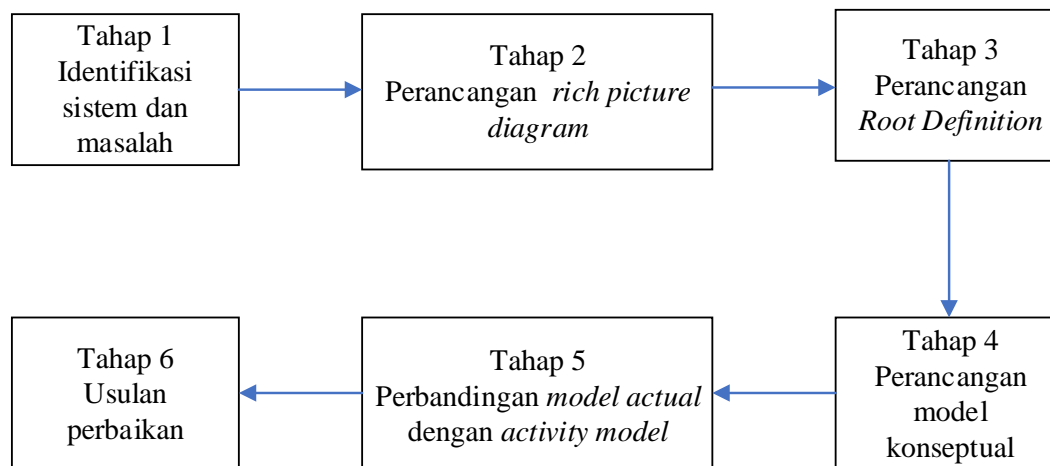 Tahap 1
Identifikasi
sistem dan
masalah
Tahap 2
Perancangan rich picture
diagram
Tahap 3
Perancangan
Root Definition
Tahap 4
Perancangan
model
konseptual
Tahap 5
Perbandingan model actual
dengan activity model
Tahap 6
Usulan
perbaikan